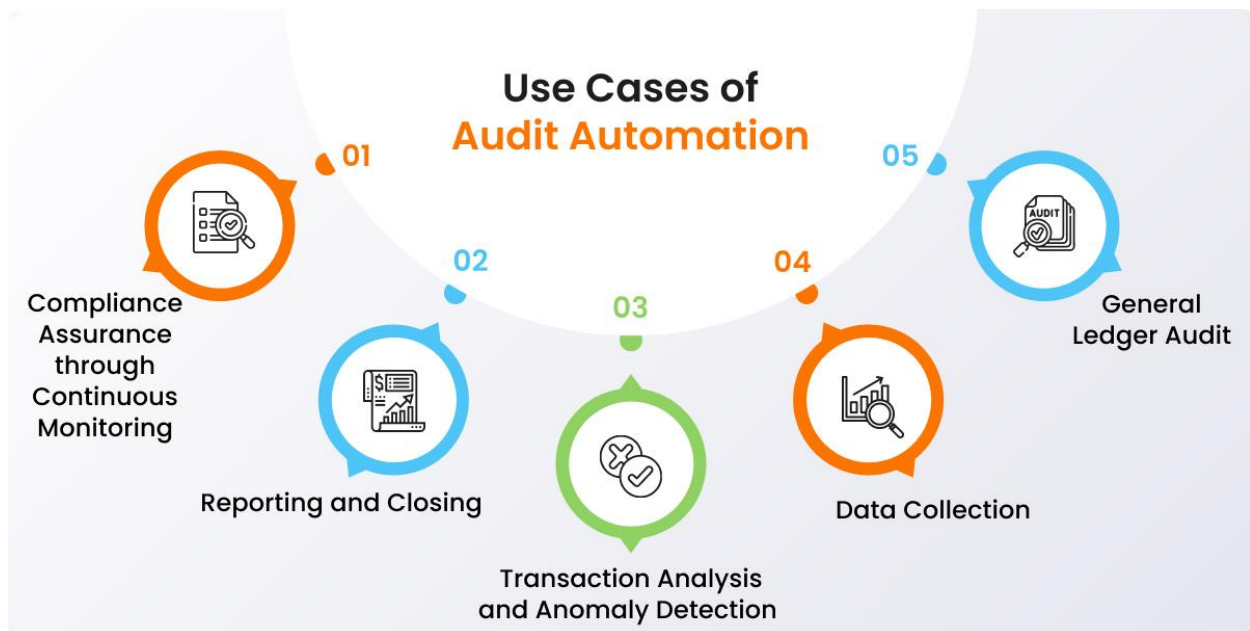 Use Cases of
Audit Automation
01
Compliance
Assurance
through
Continuous
Monitoring
02
Reporting and Closing
03
Transaction Analysis
and Anomaly Detection
04
Data Collection
05
AUDIT
General
Ledger Audit
$